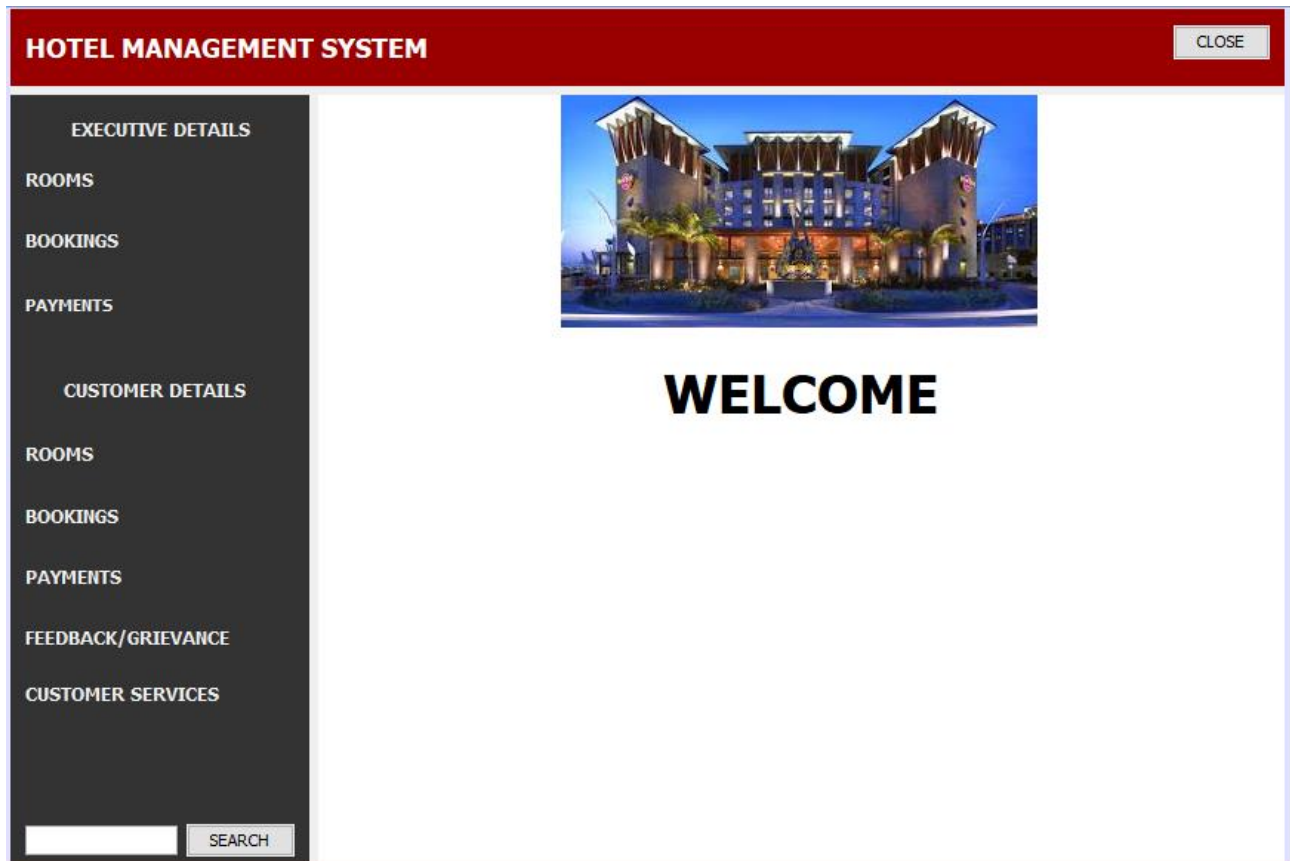 HOTEL MANAGEMENT SYSTEM
CLOSE
EXECUTIVE DETAILS
ROOMS
BOOKINGS
PAYMENTS
CUSTOMER DETAILS
ROOMS
BOOKINGS
PAYMENTS
FEEDBACK/GRIEVANCE
CUSTOMER SERVICES
SEARCH
WELCOME